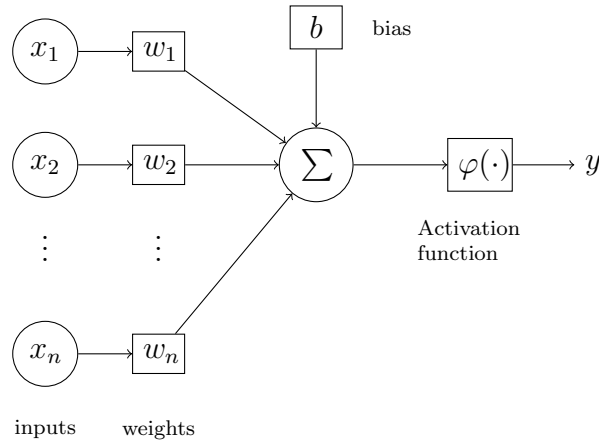 x₁ w₁ b bias
x₂ w₂ ∑ φ(·) y
⋮ ⋮
Activation
function
xₙ wₙ
inputs weights